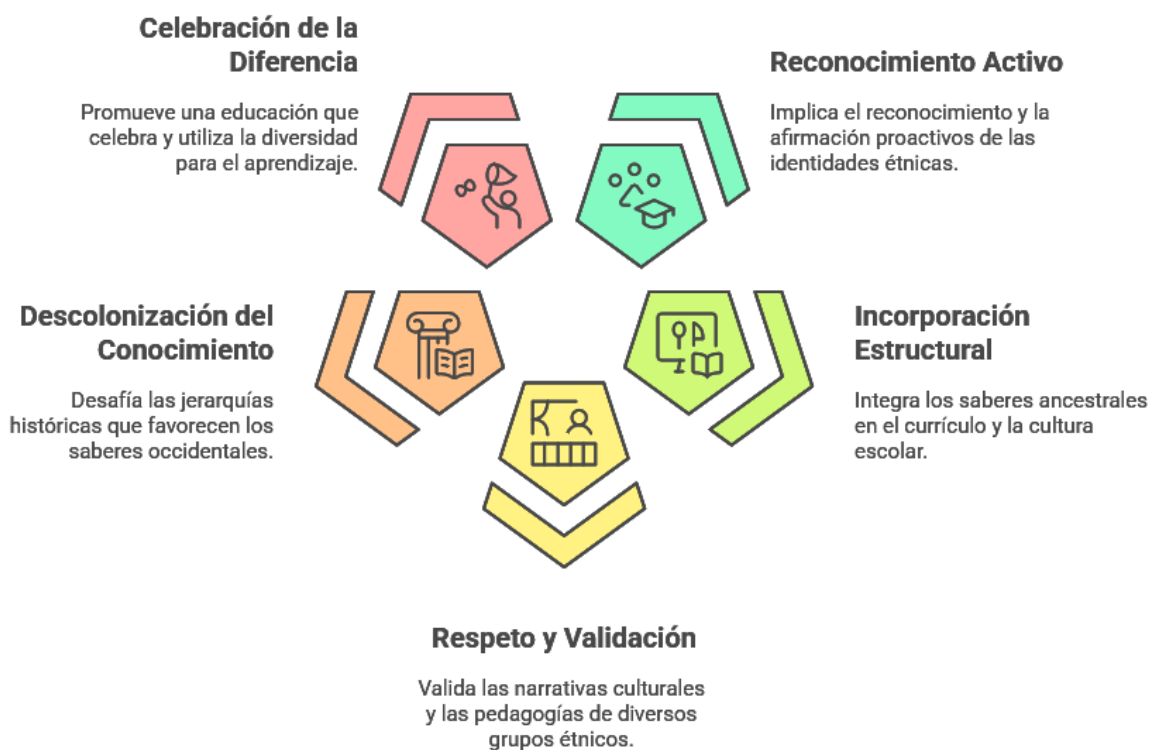 Celebración de la
Diferencia
Promueve una educación que
celebra y utiliza la diversidad
para el aprendizaje.
Reconocimiento Activo
Implica el reconocimiento y la
afirmación proactivos de las
identidades étnicas.
Descolonización del
Conocimiento
Desafía las jerarquías
históricas que favorecen los
saberes occidentales.
Incorporación
Estructural
Integra los saberes ancestrales
en el currículo y la cultura
escolar.
Respeto y Validación
Valida las narrativas culturales
y las pedagogías de diversos
grupos étnicos.